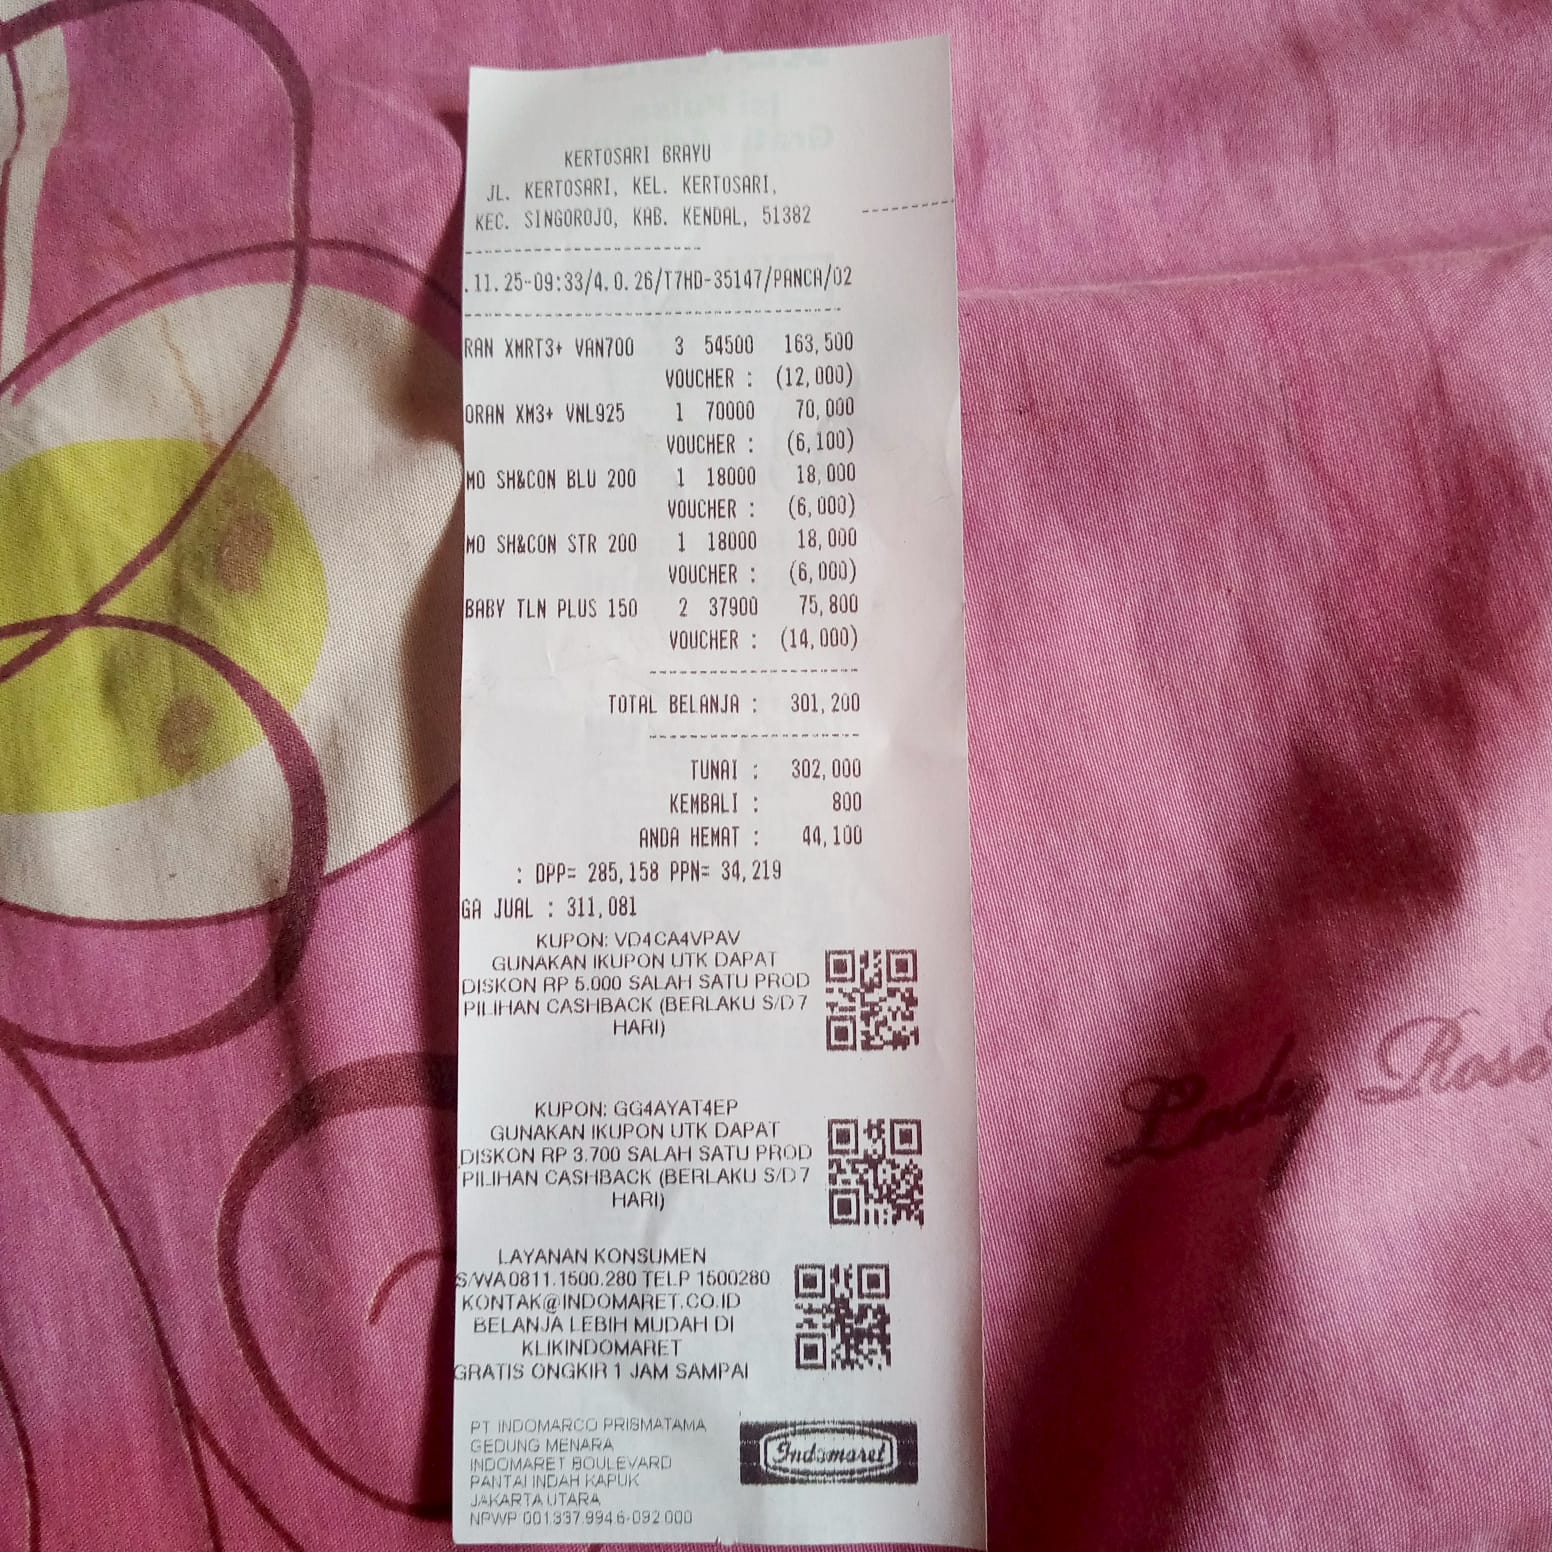 KERTOSARI BRAYU
JL. KERTOSARI, KEL. KERTOSARI,
KEC. SINGOROJO, KAB. KENDAL, 51382
.11.25-09:33/4.0.26/T7HD-35147/PANCA/02
RAN XMRT3+ VAN700 3 54500 163,500
VOUCHER : (12,000)
ORAN XM3+ VNL925 1 70000 70,000
VOUCHER : (6,100)
MO SH&CON BLU 200 1 18000 18,000
VOUCHER : (6,000)
MO SH&CON STR 200 1 18000 18,000
VOUCHER : (6,000)
BABY TLN PLUS 150 2 37900 75,800
VOUCHER : (14,000)
TOTAL BELANJA : 301,200
TUNAI : 302,000
KEMBALI : 800
ANDA HEMAT : 44,100
: DPP= 285,158 PPN= 34,219
GA JUAL : 311,081
KUPON: VD4CA4VPAV
GUNAKAN IKUPON UTK DAPAT
DISKON RP 5.000 SALAH SATU PROD
PILIHAN CASHBACK (BERLAKU S/D 7
HARI)
KUPON: GG4AYAT4EP
GUNAKAN IKUPON UTK DAPAT
DISKON RP 3.700 SALAH SATU PROD
PILIHAN CASHBACK (BERLAKU S/D 7
HARI)
LAYANAN KONSUMEN
S/WA 0811.1500.280 TELP 1500280
KONTAK@INDOMARET.CO.ID
BELANJA LEBIH MUDAH DI
KLIKINDOMARET
GRATIS ONGKIR 1 JAM SAMPAI
PT INDOMARCO PRISMATAMA
GEDUNG MENARA
INDOMARET BOULEVARD
PANTAI INDAH KAPUK
JAKARTA UTARA
NPWP 001.337.994.6-092.000
Indomaret